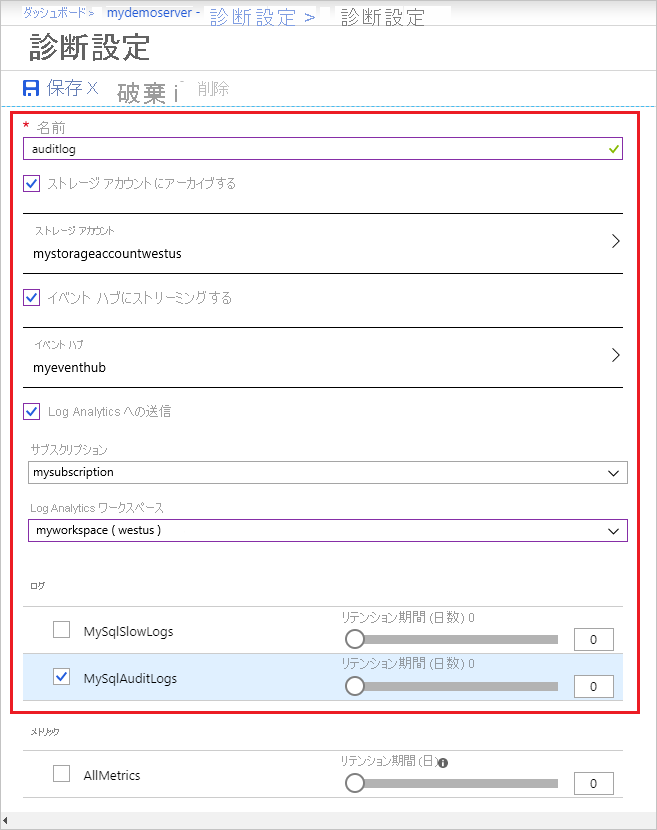 ダッシュボード > mydemoserver - 診断設定 > 診断設定
診断設定
保存 X 破棄 i 削除
* 名前
auditlog
ストレージ アカウントにアーカイブする
ストレージ アカウント
mystorageaccountwestus
イベント ハブにストリーミングする
イベント ハブ
myeventhub
Log Analytics への送信
サブスクリプション
mysubscription
Log Analytics ワークスペース
myworkspace ( westus )
ログ
リテンション期間 (日数) 0
MySqlSlowLogs 0
リテンション期間 (日数) 0
MySqlAuditLogs 0
メトリック
リテンション期間 (日)
AllMetrics 0